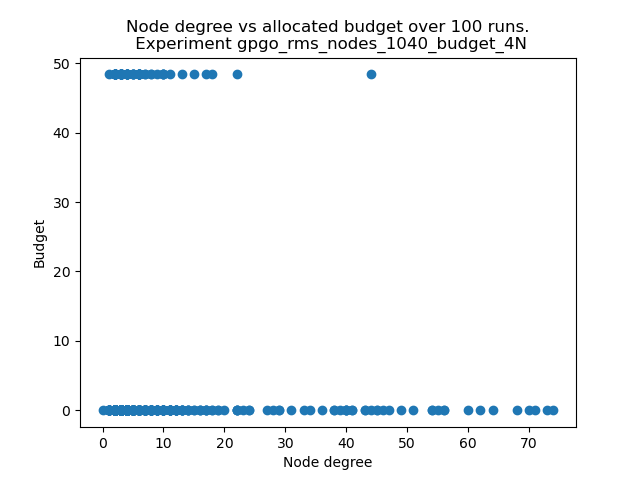 Node degree vs allocated budget over 100 runs.
Experiment gpgo_rms_nodes_1040_budget_4N
50
40
30
20
10
0
Budget
0 10 20 30 40 50 60 70
Node degree